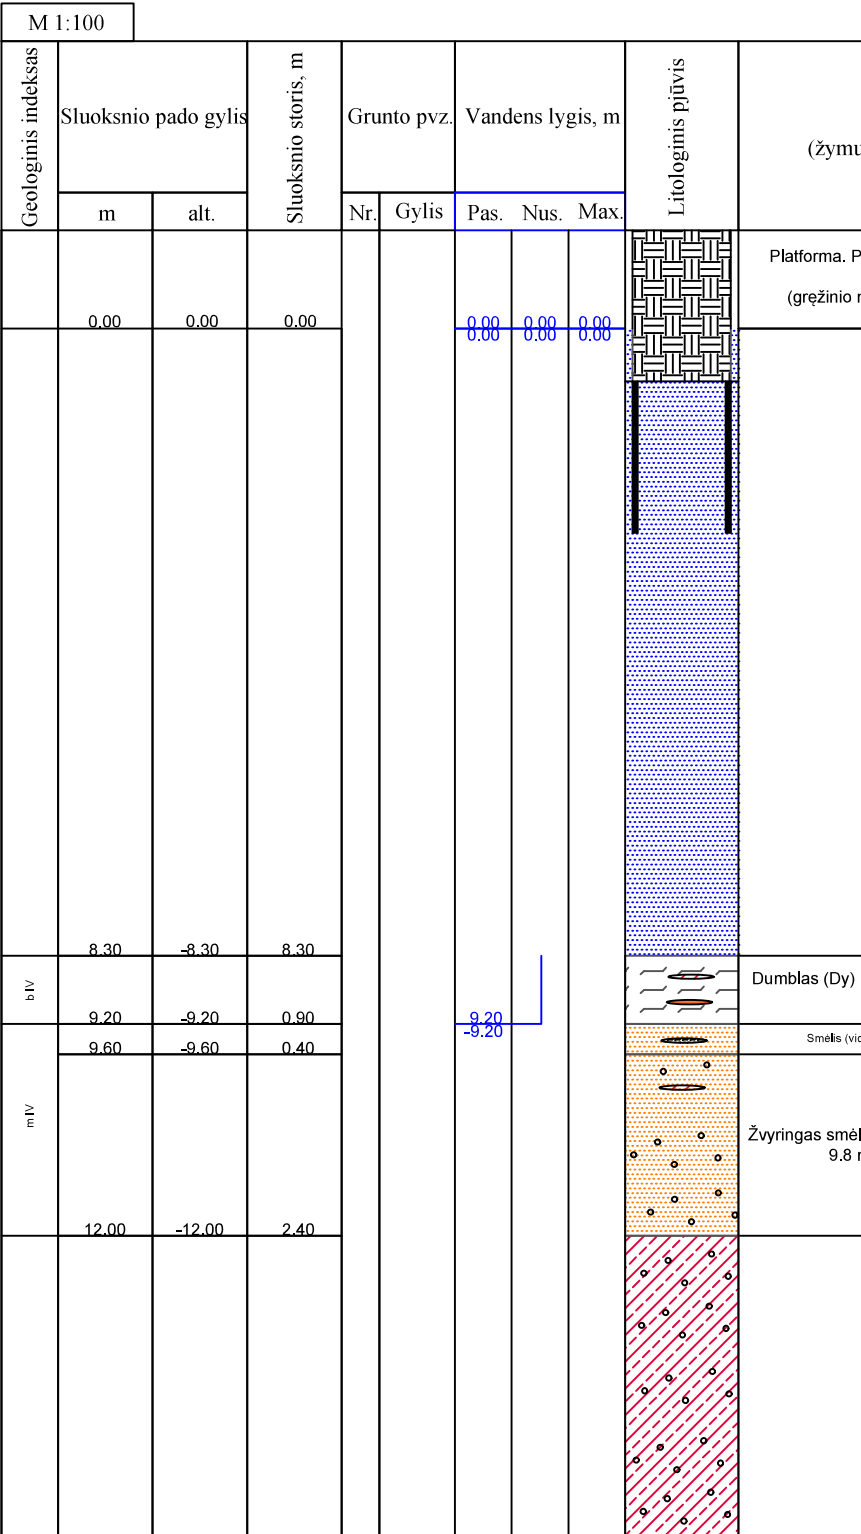 M 1:100
Geologinis indeksas
Sluoksnio pado gylis
Sluoksnio storis, m
Grunto pvz.
Vandens lygis, m
Litologinis pjūvis
(žymu
m
alt.
Nr.
Gylis
Pas.
Nus.
Max.
Platforma. P
(gręžinio r
0.00 0.00 0.00 0.00 0.00 0.00
0.00 0.00 0.00
8.30 -8.30 8.30
b IV
Dumblas (Dy)
9.20 -9.20 0.90 9.20
-9.20
Smėlis (vid
9.60 -9.60 0.40
m IV
Žvyringas smėl
9.8 r
12.00 -12.00 2.40